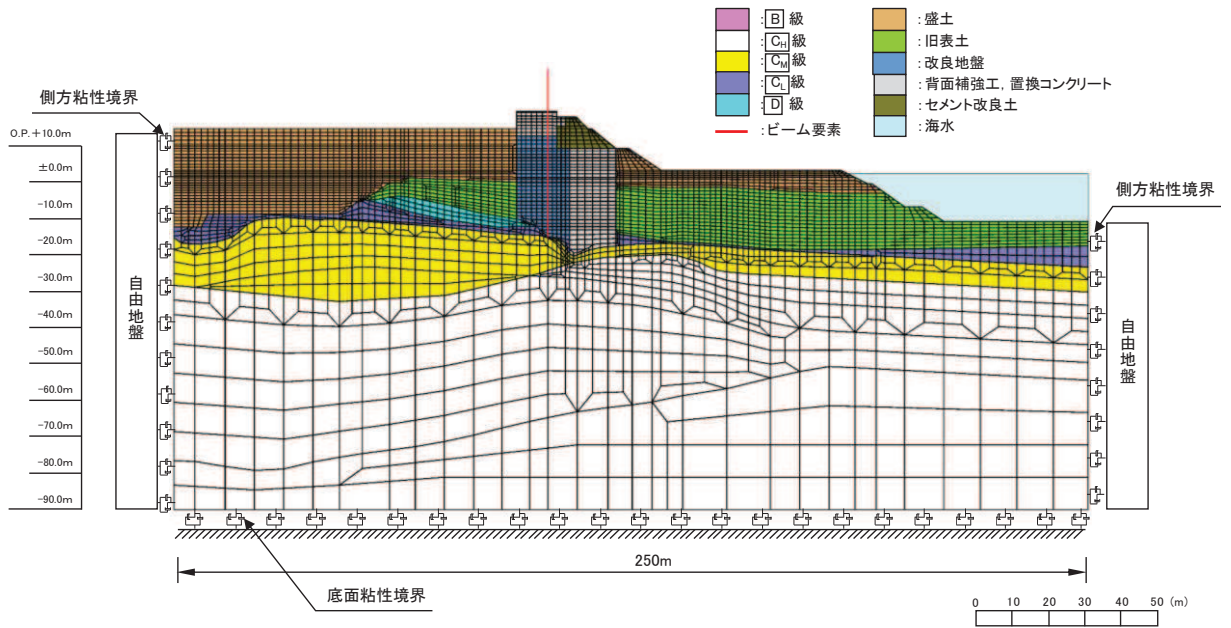 B 級
CH 級
CM 級
CL 級
D 級
:ビーム要素
:盛土
:旧表土
:改良地盤
:背面補強工,置換コンクリート
:セメント改良土
:海水
側方粘性境界
O.P.+10.0m
±0.0m
-10.0m
-20.0m
-30.0m
-40.0m
-50.0m
-60.0m
-70.0m
-80.0m
-90.0m
自由地盤
側方粘性境界
自由地盤
250m
底面粘性境界
0 10 20 30 40 50 (m)